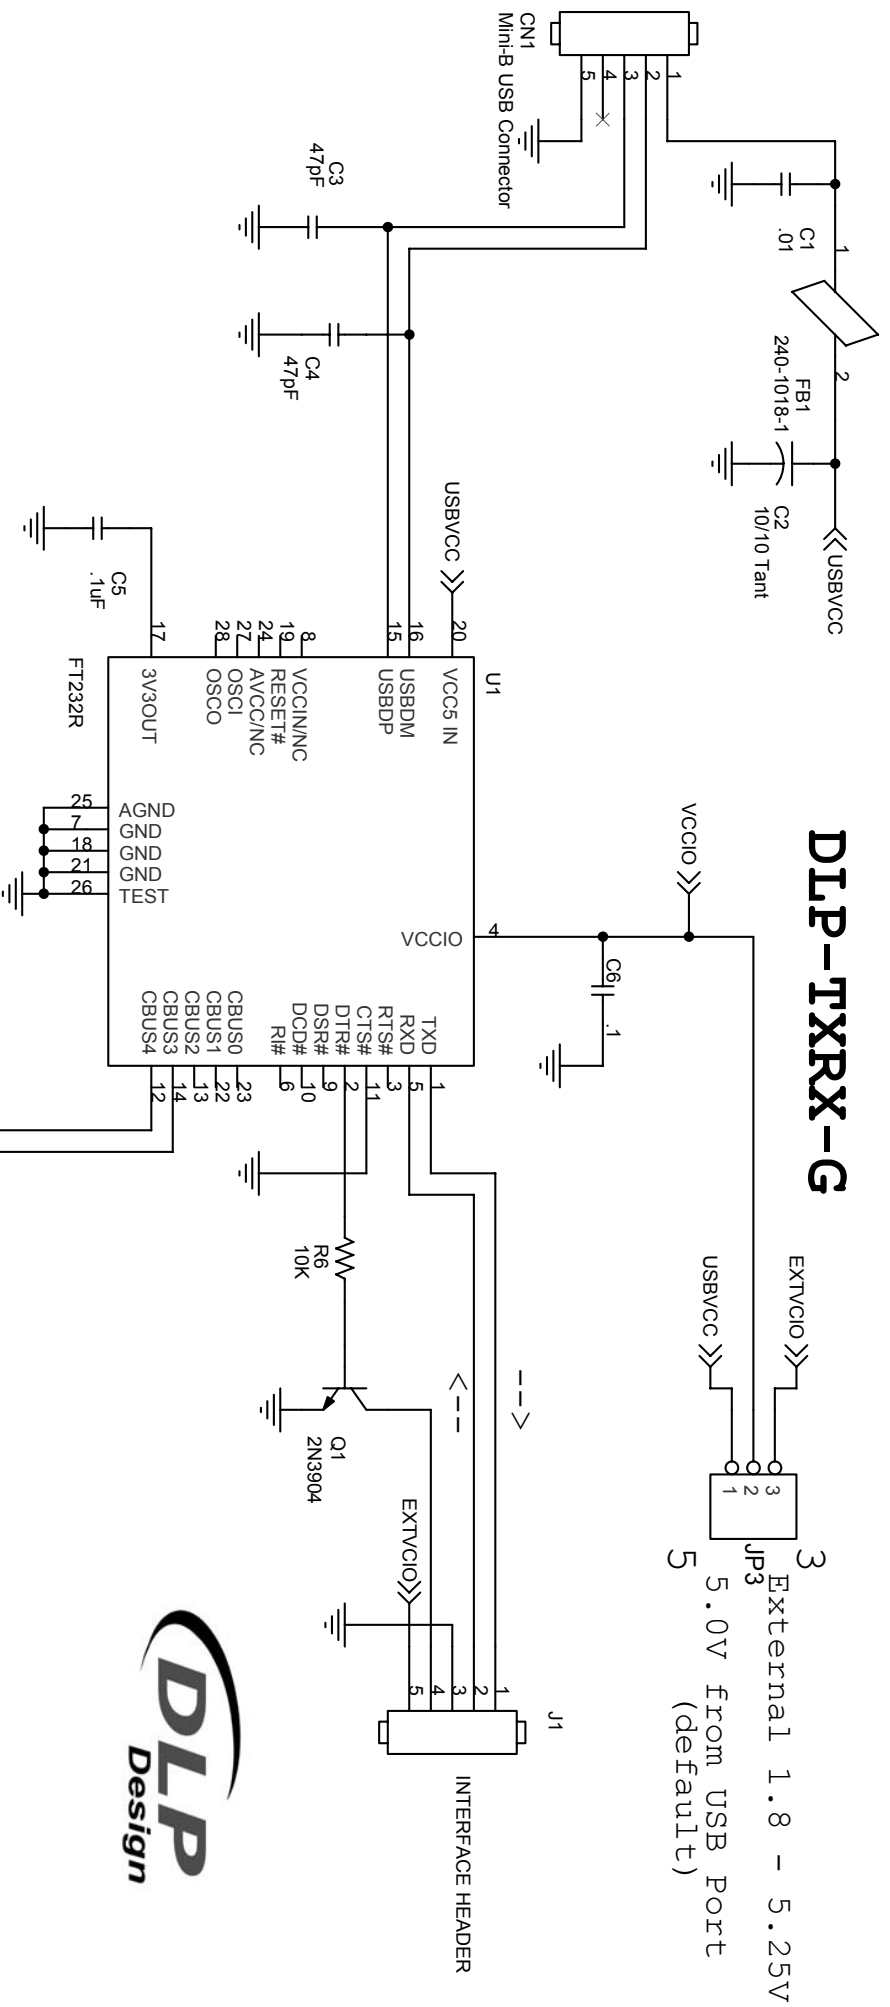 DLP-TXRX-G
CN1
Mini-B USB Connector
1
2
3
4
5
C1
.01
1
2
FB1
240-1018-1
C2
10/10 Tant
USBVCC
C3
47pF
C4
47pF
C5
.1uF
USBVCC
U1
FT232R
20
VCC5 IN
16
USBDM
15
USBDP
8
VCCIN/NC
19
RESET#
24
AVCC/NC
27
OSCI
28
OSCO
17
3V3OUT
25
AGND
7
GND
18
GND
21
GND
26
TEST
VCCIO
4
VCCIO
C6
.1
TXD
1
RXD
5
RTS#
3
CTS#
11
DTR#
2
DSR#
9
DCD#
10
RI#
6
CBUS0
23
CBUS1
22
CBUS2
13
CBUS3
14
CBUS4
12
R6
10K
Q1
2N3904
-->
<--
EXTVCIO
USBVCC
3
2
1
JP3
3
External 1.8 - 5.25V
5
5.0V from USB Port
(default)
EXTVCIO
J1
1
2
3
4
5
INTERFACE HEADER
DLP
Design